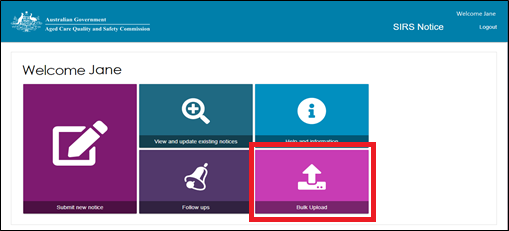 Australian Government
Aged Care Quality and Safety Commission
Welcome Jane
SIRS Notice
Logout
Welcome Jane
View and update existing notices
Help and information
Submit new notice
Follow ups
Bulk Upload